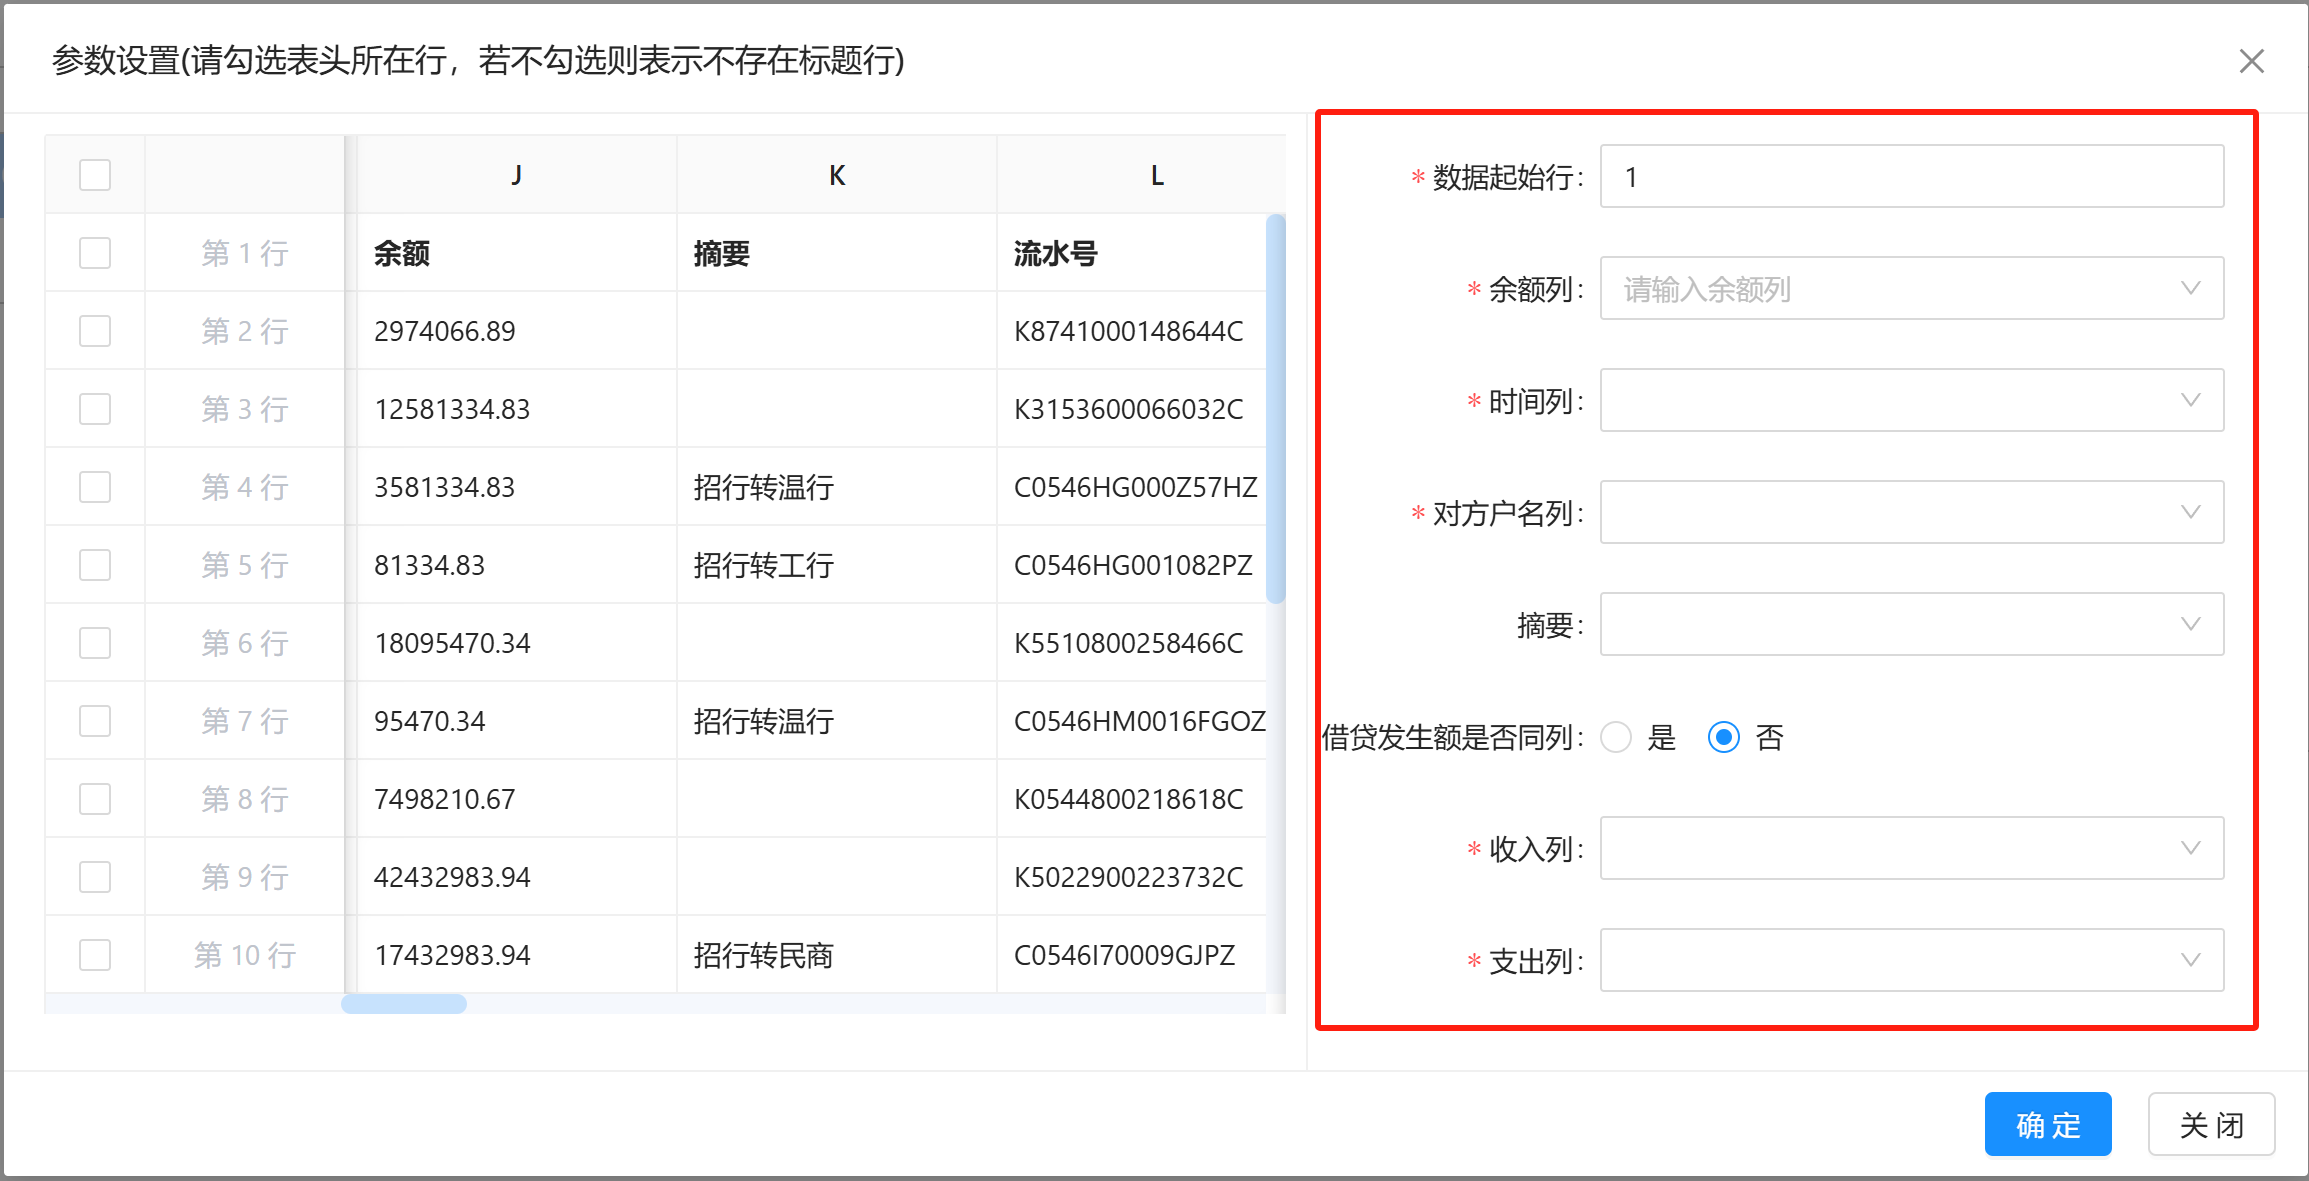 参数设置(请勾选表头所在行，若不勾选则表示不存在标题行)
J K L
第 1 行 余额 摘要 流水号
第 2 行 2974066.89 K8741000148644C
第 3 行 12581334.83 K3153600066032C
第 4 行 3581334.83 招行转温行 C0546HG000Z57HZ
第 5 行 81334.83 招行转工行 C0546HG001082PZ
第 6 行 18095470.34 K5510800258466C
第 7 行 95470.34 招行转温行 C0546HM0016FGOZ
第 8 行 7498210.67 K0544800218618C
第 9 行 42432983.94 K5022900223732C
第 10 行 17432983.94 招行转民商 C0546I70009GJPZ
* 数据起始行: 1
* 余额列: 请输入余额列
* 时间列:
* 对方户名列:
摘要:
借贷发生额是否同列: 是 否
* 收入列:
* 支出列:
确 定 关 闭